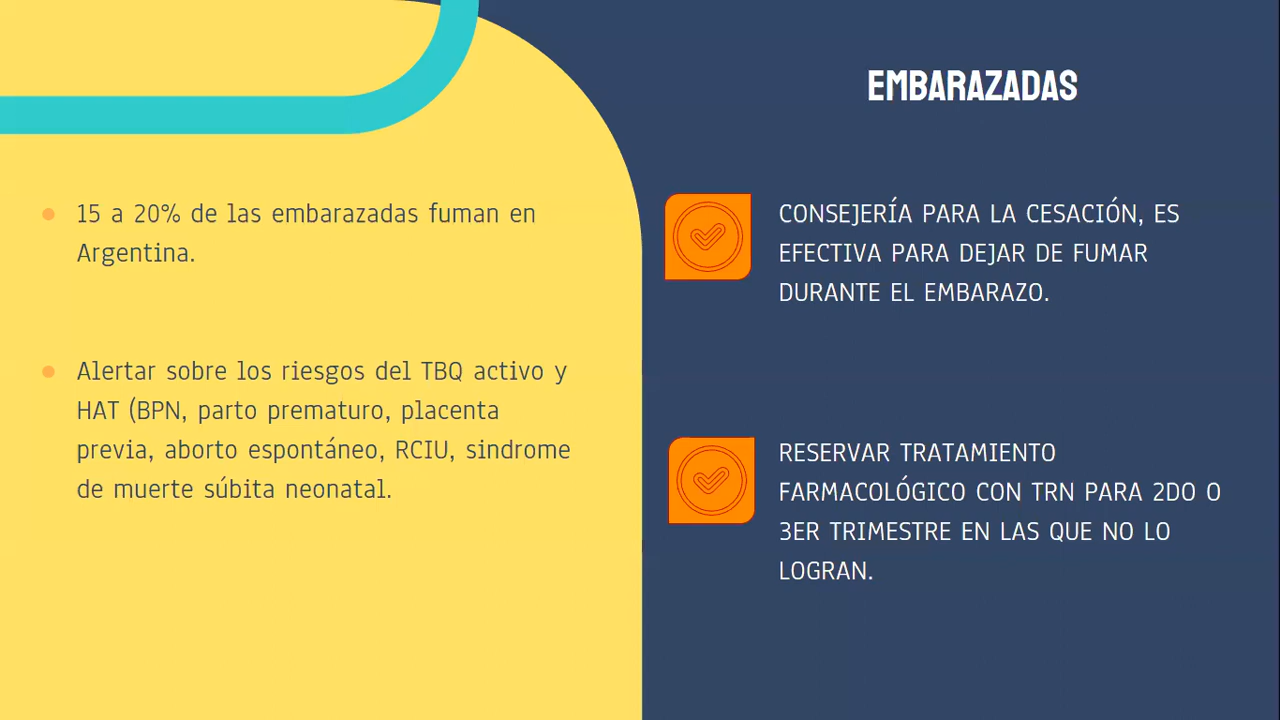 EMBARAZADAS
15 a 20% de las embarazadas fuman en
Argentina.
Alertar sobre los riesgos del TBQ activo y
HAT (BPN, parto prematuro, placenta
previa, aborto espontáneo, RCIU, sindrome
de muerte súbita neonatal.
CONSEJERÍA PARA LA CESACIÓN, ES
EFECTIVA PARA DEJAR DE FUMAR
DURANTE EL EMBARAZO.
RESERVAR TRATAMIENTO
FARMACOLÓGICO CON TRN PARA 2DO O
3ER TRIMESTRE EN LAS QUE NO LO
LOGRAN.